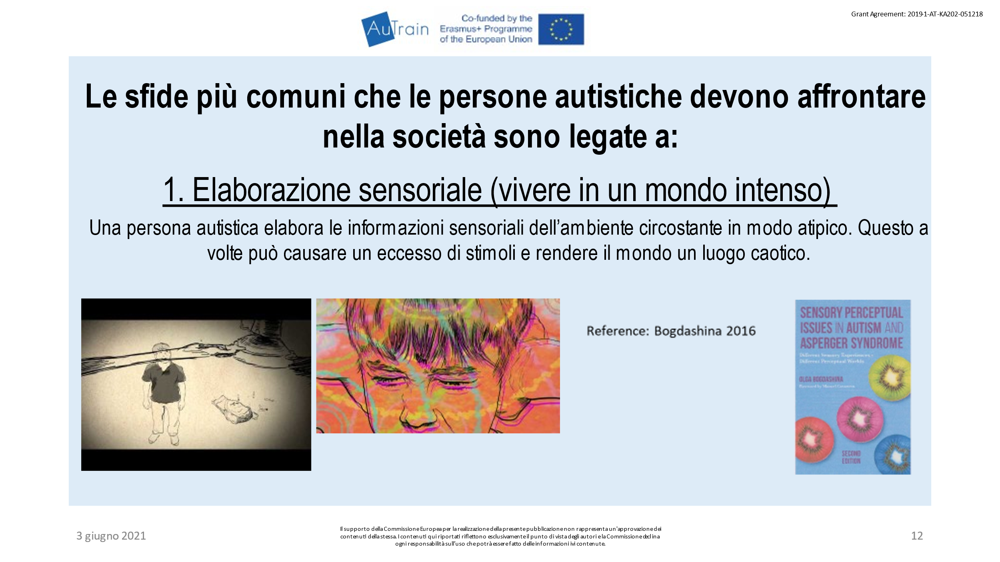 Grant Agreement: 2019-1-AT-KA202-051218
AuTrain
Co-funded by the
Erasmus+ Programme
of the European Union
Le sfide più comuni che le persone autistiche devono affrontare
nella società sono legate a:
1. Elaborazione sensoriale (vivere in un mondo intenso)
Una persona autistica elabora le informazioni sensoriali dell’ambiente circostante in modo atipico. Questo a
volte può causare un eccesso di stimoli e rendere il mondo un luogo caotico.
Reference: Bogdashina 2016
SENSORY PERCEPTUAL
ISSUES IN AUTISM AND
ASPERGER SYNDROME
Different Sensory Experiences -
Different Perceptual Worlds
OLGA BOGDASHINA
Foreword by Manuel Casanova
SECOND
EDITION
3 giugno 2021
Il supporto della Commissione Europea per la realizzazione della presente pubblicazione non rappresenta un'approvazione dei
contenuti della stessa. I contenuti qui riportati riflettono esclusivamente il punto di vista degli autori e la Commissione declina
ogni responsabilità sull’uso che potrà essere fatto delle informazioni ivi contenute.
12